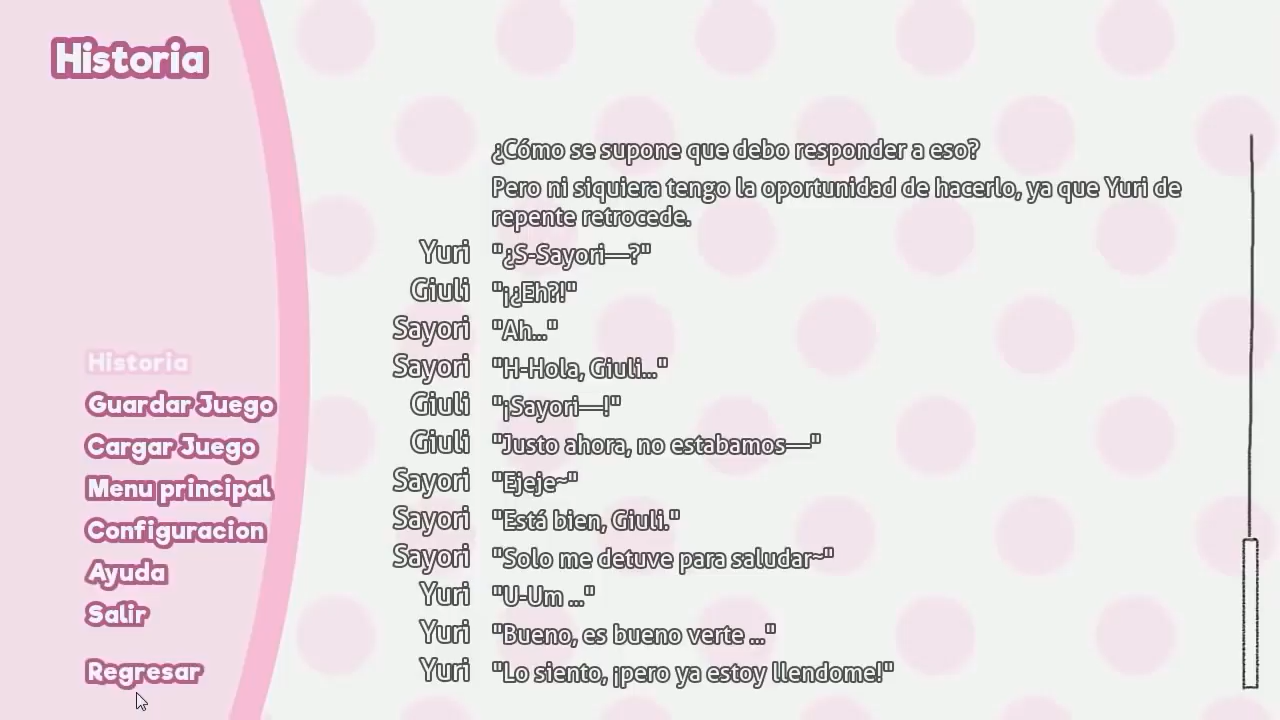 Historia
¿Cómo se supone que debo responder a eso?
Pero ni siquiera tengo la oportunidad de hacerlo, ya que Yuri de
repente retrocede.
Yuri "¿S-Sayori—?"
Giuli "¡¿Eh?!"
Sayori "Ah..."
Sayori "H-Hola, Giuli..."
Giuli "¡Sayori—!"
Giuli "Justo ahora, no estabamos—"
Sayori "Ejeje~"
Sayori "Está bien, Giuli."
Sayori "Solo me detuve para saludar~"
Yuri "U-Um ..."
Yuri "Bueno, es bueno verte ..."
Yuri "Lo siento, ¡pero ya estoy llendome!"
Historia
Guardar Juego
Cargar Juego
Menu principal
Configuracion
Ayuda
Salir
Regresar